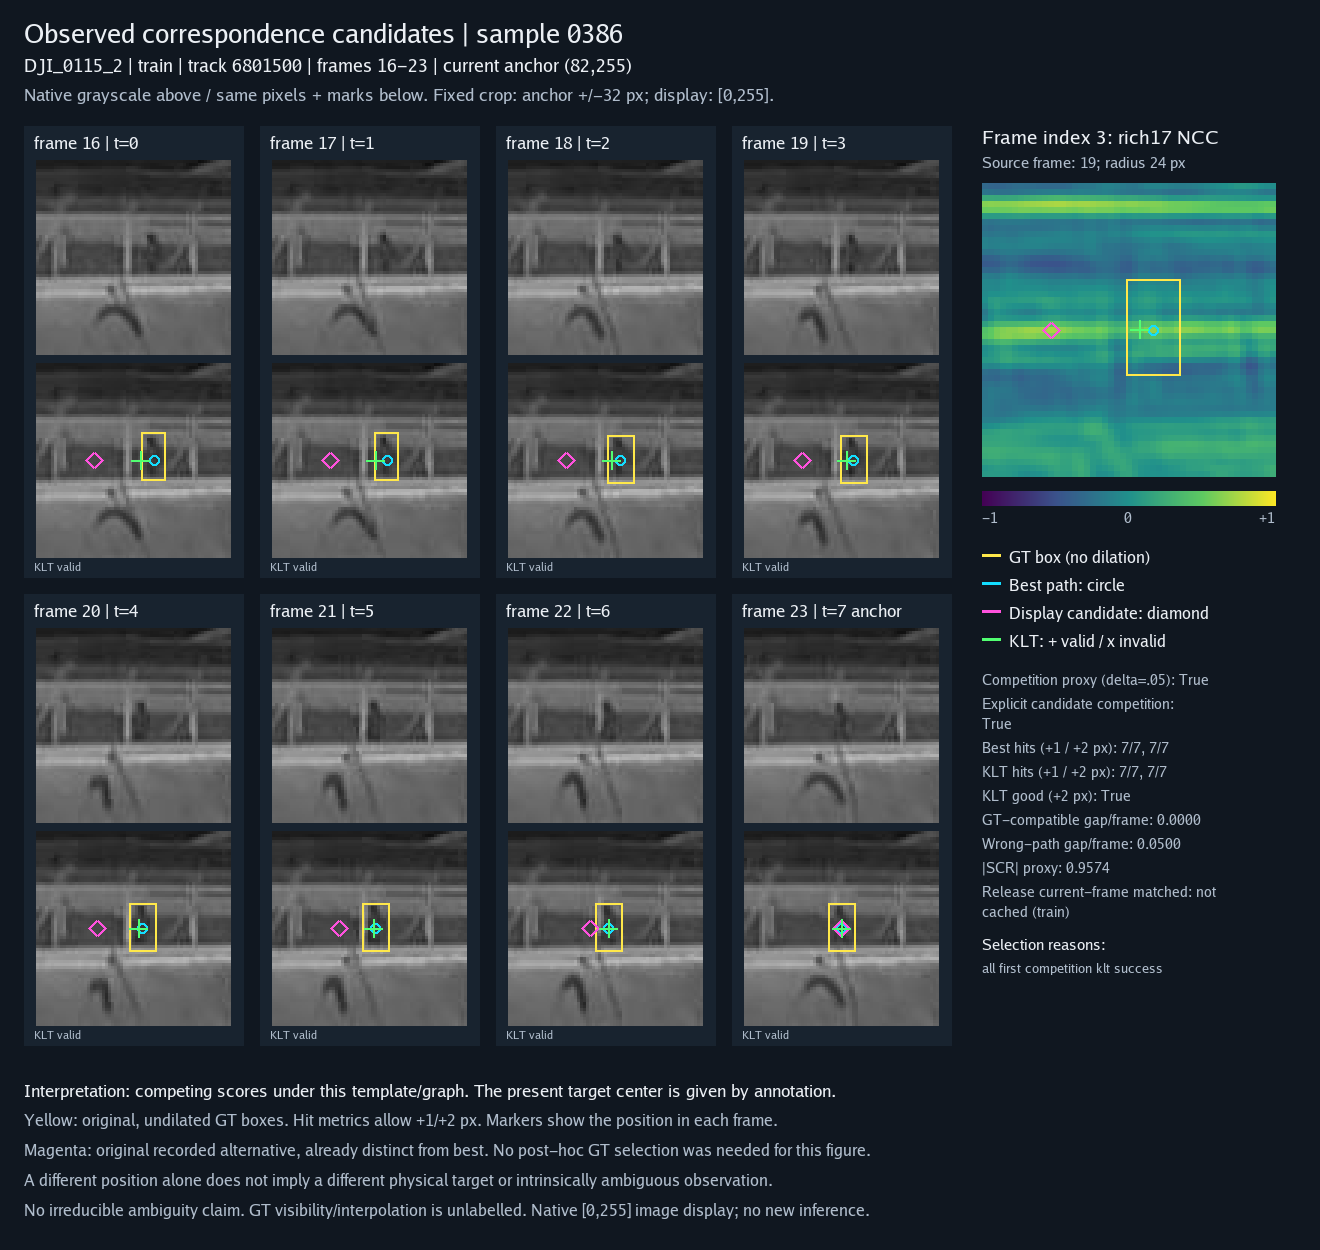 Observed correspondence candidates | sample 0386
DJI_0115_2 | train | track 6801500 | frames 16–23 | current anchor (82,255)
Native grayscale above / same pixels + marks below. Fixed crop: anchor +/−32 px; display: [0,255].
frame 16 | t=0
frame 17 | t=1
frame 18 | t=2
frame 19 | t=3
KLT valid
KLT valid
KLT valid
KLT valid
frame 20 | t=4
frame 21 | t=5
frame 22 | t=6
frame 23 | t=7 anchor
KLT valid
KLT valid
KLT valid
KLT valid
Frame index 3: rich17 NCC
Source frame: 19; radius 24 px
−1 0 +1
GT box (no dilation)
Best path: circle
Display candidate: diamond
KLT: + valid / x invalid
Competition proxy (delta=.05): True
Explicit candidate competition:
True
Best hits (+1 / +2 px): 7/7, 7/7
KLT hits (+1 / +2 px): 7/7, 7/7
KLT good (+2 px): True
GT−compatible gap/frame: 0.0000
Wrong−path gap/frame: 0.0500
|SCR| proxy: 0.9574
Release current−frame matched: not
cached (train)
Selection reasons:
all first competition klt success
Interpretation: competing scores under this template/graph. The present target center is given by annotation.
Yellow: original, undilated GT boxes. Hit metrics allow +1/+2 px. Markers show the position in each frame.
Magenta: original recorded alternative, already distinct from best. No post−hoc GT selection was needed for this figure.
A different position alone does not imply a different physical target or intrinsically ambiguous observation.
No irreducible ambiguity claim. GT visibility/interpolation is unlabelled. Native [0,255] image display; no new inference.